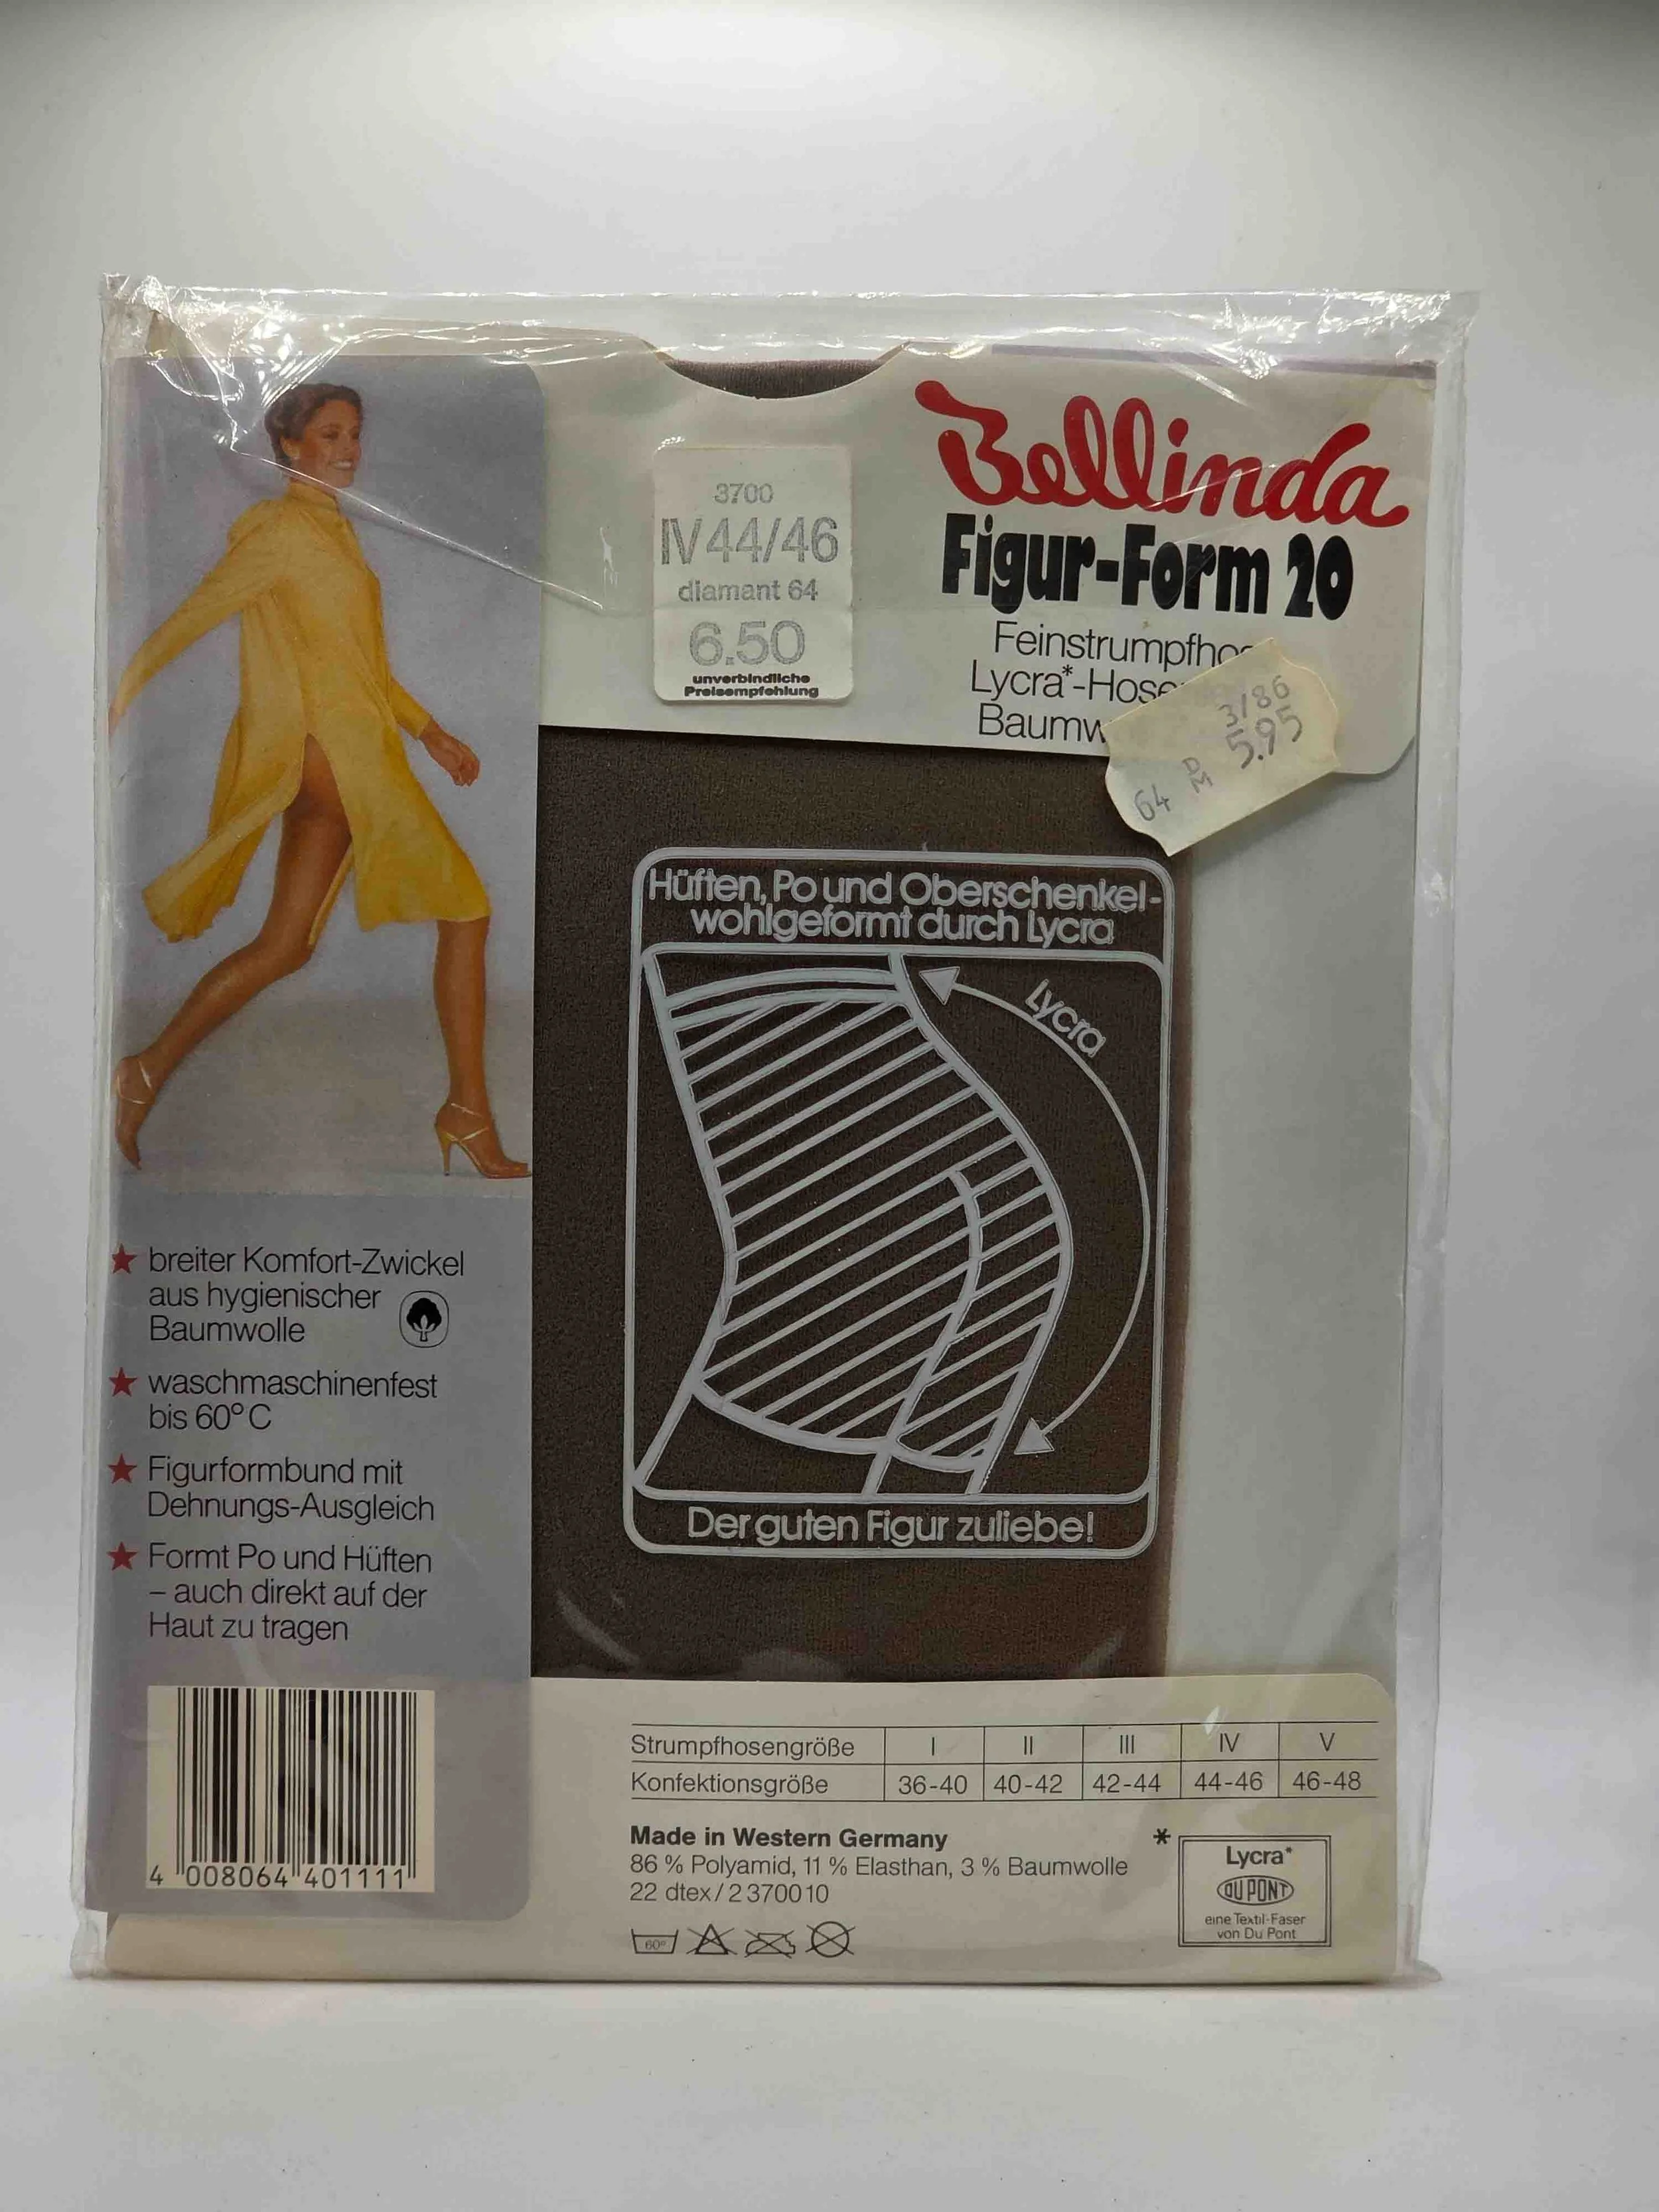 Bellinda
Figur-Form 20
Lycra*
Baumw
3700
IV 44/46
diamant 64
6.50
unverbindliche
Preisempfehlung
3/86
5.95
DM
64
Hüften, Po und Oberschenkel-
wohlgeformt durch Lycra
Lycra
Der guten Figur zuliebe!
★ breiter Komfort-Zwickel
aus hygienischer
Baumwolle
★ waschmaschinenfest
bis 60° C
★ Figurformbund mit
Dehnungs-Ausgleich
★ Formt Po und Hüften
– auch direkt auf der
Haut zu tragen
4 008064 401111
Strumpfhosengröße I II III IV V
Konfektionsgröße 36-40 40-42 42-44 44-46 46-48
Made in Western Germany
86 % Polyamid, 11 % Elasthan, 3 % Baumwolle
22 dtex / 2 370010
60°
* Lycra*
DU PONT
eine Textil-Faser
von Du Pont